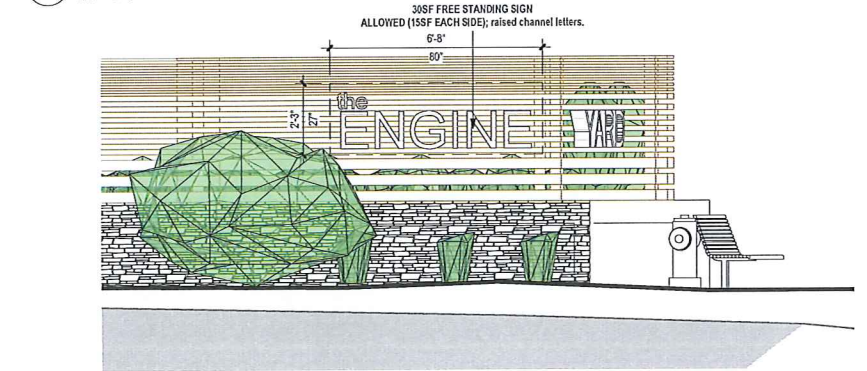 30SF FREE STANDING SIGN
ALLOWED (15SF EACH SIDE); raised channel letters.
6'-8"
80"
2'-3"
27"
the
ENGINE
YARD